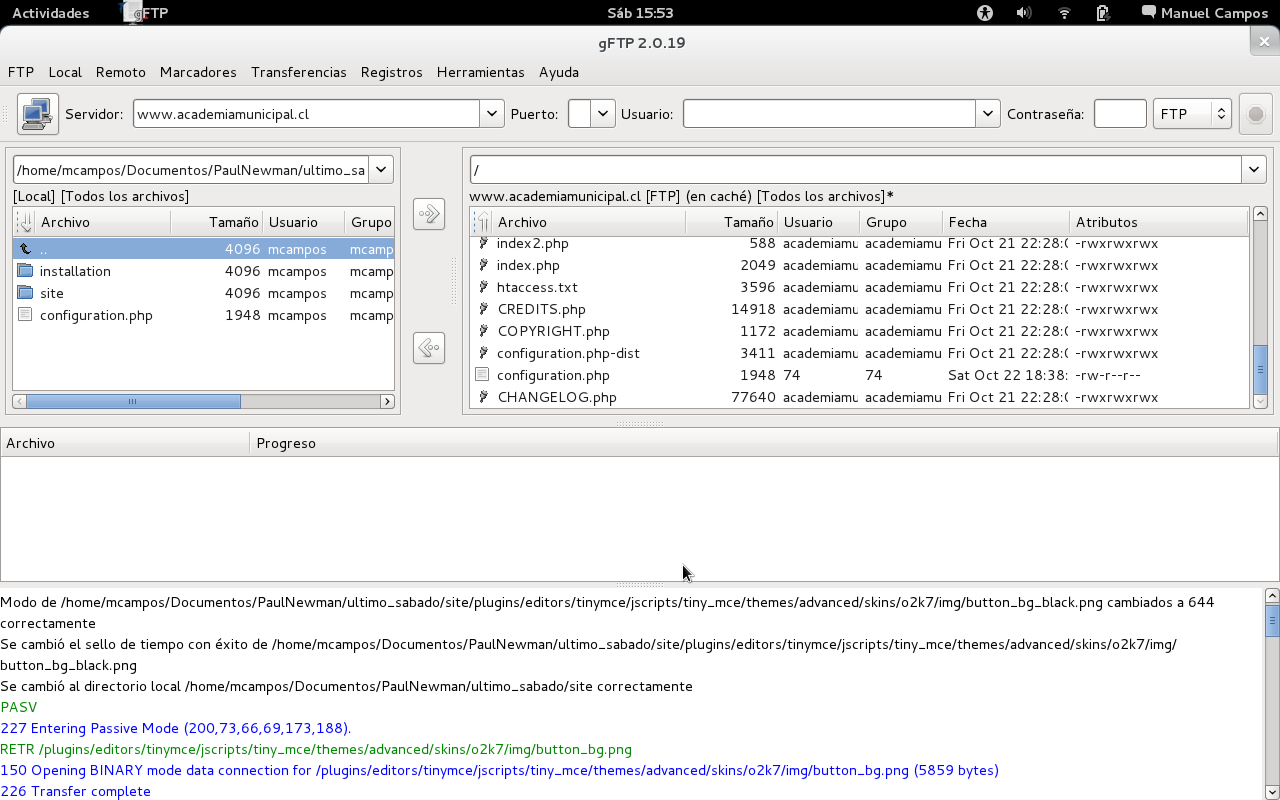 Actividades gFTP Sáb 15:53 Manuel Campos
gFTP 2.0.19
FTP Local Remoto Marcadores Transferencias Registros Herramientas Ayuda
Servidor: www.academiamunicipal.cl Puerto: Usuario: Contraseña: FTP
/home/mcampos/Documentos/PaulNewman/ultimo_sa
[Local] [Todos los archivos]
Archivo Tamaño Usuario Grupo
.. 4096 mcampos mcamp
installation 4096 mcampos mcamp
site 4096 mcampos mcamp
configuration.php 1948 mcampos mcamp
/
www.academiamunicipal.cl [FTP] (en caché) [Todos los archivos]*
Archivo Tamaño Usuario Grupo Fecha Atributos
index2.php 588 academiamu academiamu Fri Oct 21 22:28:0 -rwxrwxrwx
index.php 2049 academiamu academiamu Fri Oct 21 22:28:0 -rwxrwxrwx
htaccess.txt 3596 academiamu academiamu Fri Oct 21 22:28:0 -rwxrwxrwx
CREDITS.php 14918 academiamu academiamu Fri Oct 21 22:28:0 -rwxrwxrwx
COPYRIGHT.php 1172 academiamu academiamu Fri Oct 21 22:28:0 -rwxrwxrwx
configuration.php-dist 3411 academiamu academiamu Fri Oct 21 22:28:0 -rwxrwxrwx
configuration.php 1948 74 74 Sat Oct 22 18:38: -rw-r--r--
CHANGELOG.php 77640 academiamu academiamu Fri Oct 21 22:28:0 -rwxrwxrwx
Archivo Progreso
Modo de /home/mcampos/Documentos/PaulNewman/ultimo_sabado/site/plugins/editors/tinymce/jscripts/tiny_mce/themes/advanced/skins/o2k7/img/button_bg_black.png cambiados a 644
correctamente
Se cambió el sello de tiempo con éxito de /home/mcampos/Documentos/PaulNewman/ultimo_sabado/site/plugins/editors/tinymce/jscripts/tiny_mce/themes/advanced/skins/o2k7/img/
button_bg_black.png
Se cambió al directorio local /home/mcampos/Documentos/PaulNewman/ultimo_sabado/site correctamente
PASV
227 Entering Passive Mode (200,73,66,69,173,188).
RETR /plugins/editors/tinymce/jscripts/tiny_mce/themes/advanced/skins/o2k7/img/button_bg.png
150 Opening BINARY mode data connection for /plugins/editors/tinymce/jscripts/tiny_mce/themes/advanced/skins/o2k7/img/button_bg.png (5859 bytes)
226 Transfer complete